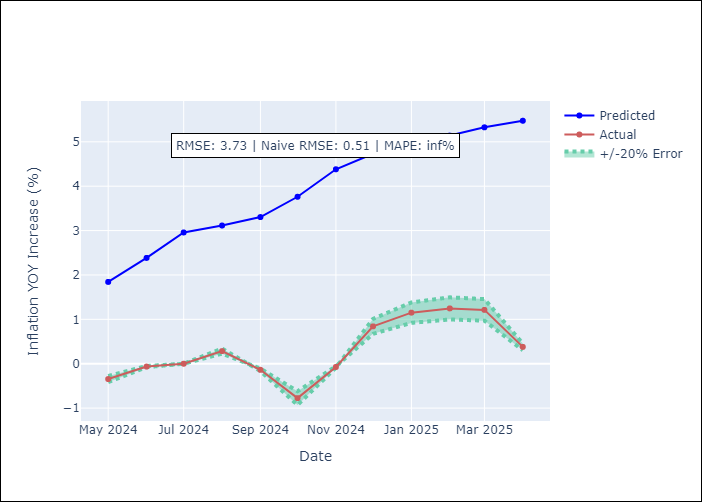 RMSE: 3.73 | Naive RMSE: 0.51 | MAPE: inf%
Predicted
Actual
+/-20% Error
Inflation YOY Increase (%)
5
4
3
2
1
0
−1
May 2024
Jul 2024
Sep 2024
Nov 2024
Jan 2025
Mar 2025
Date